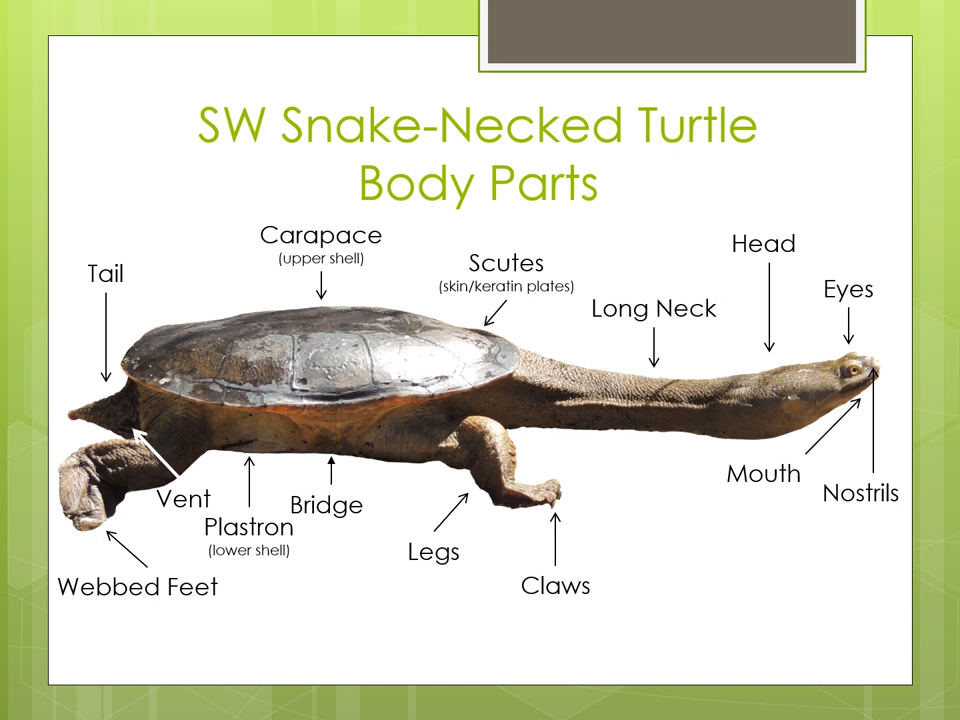 SW Snake-Necked Turtle
Body Parts
Carapace
(upper shell)
Head
Scutes
(skin/keratin plates)
Tail
Eyes
Long Neck
Mouth
Nostrils
Vent
Bridge
Plastron
(lower shell)
Legs
Webbed Feet
Claws